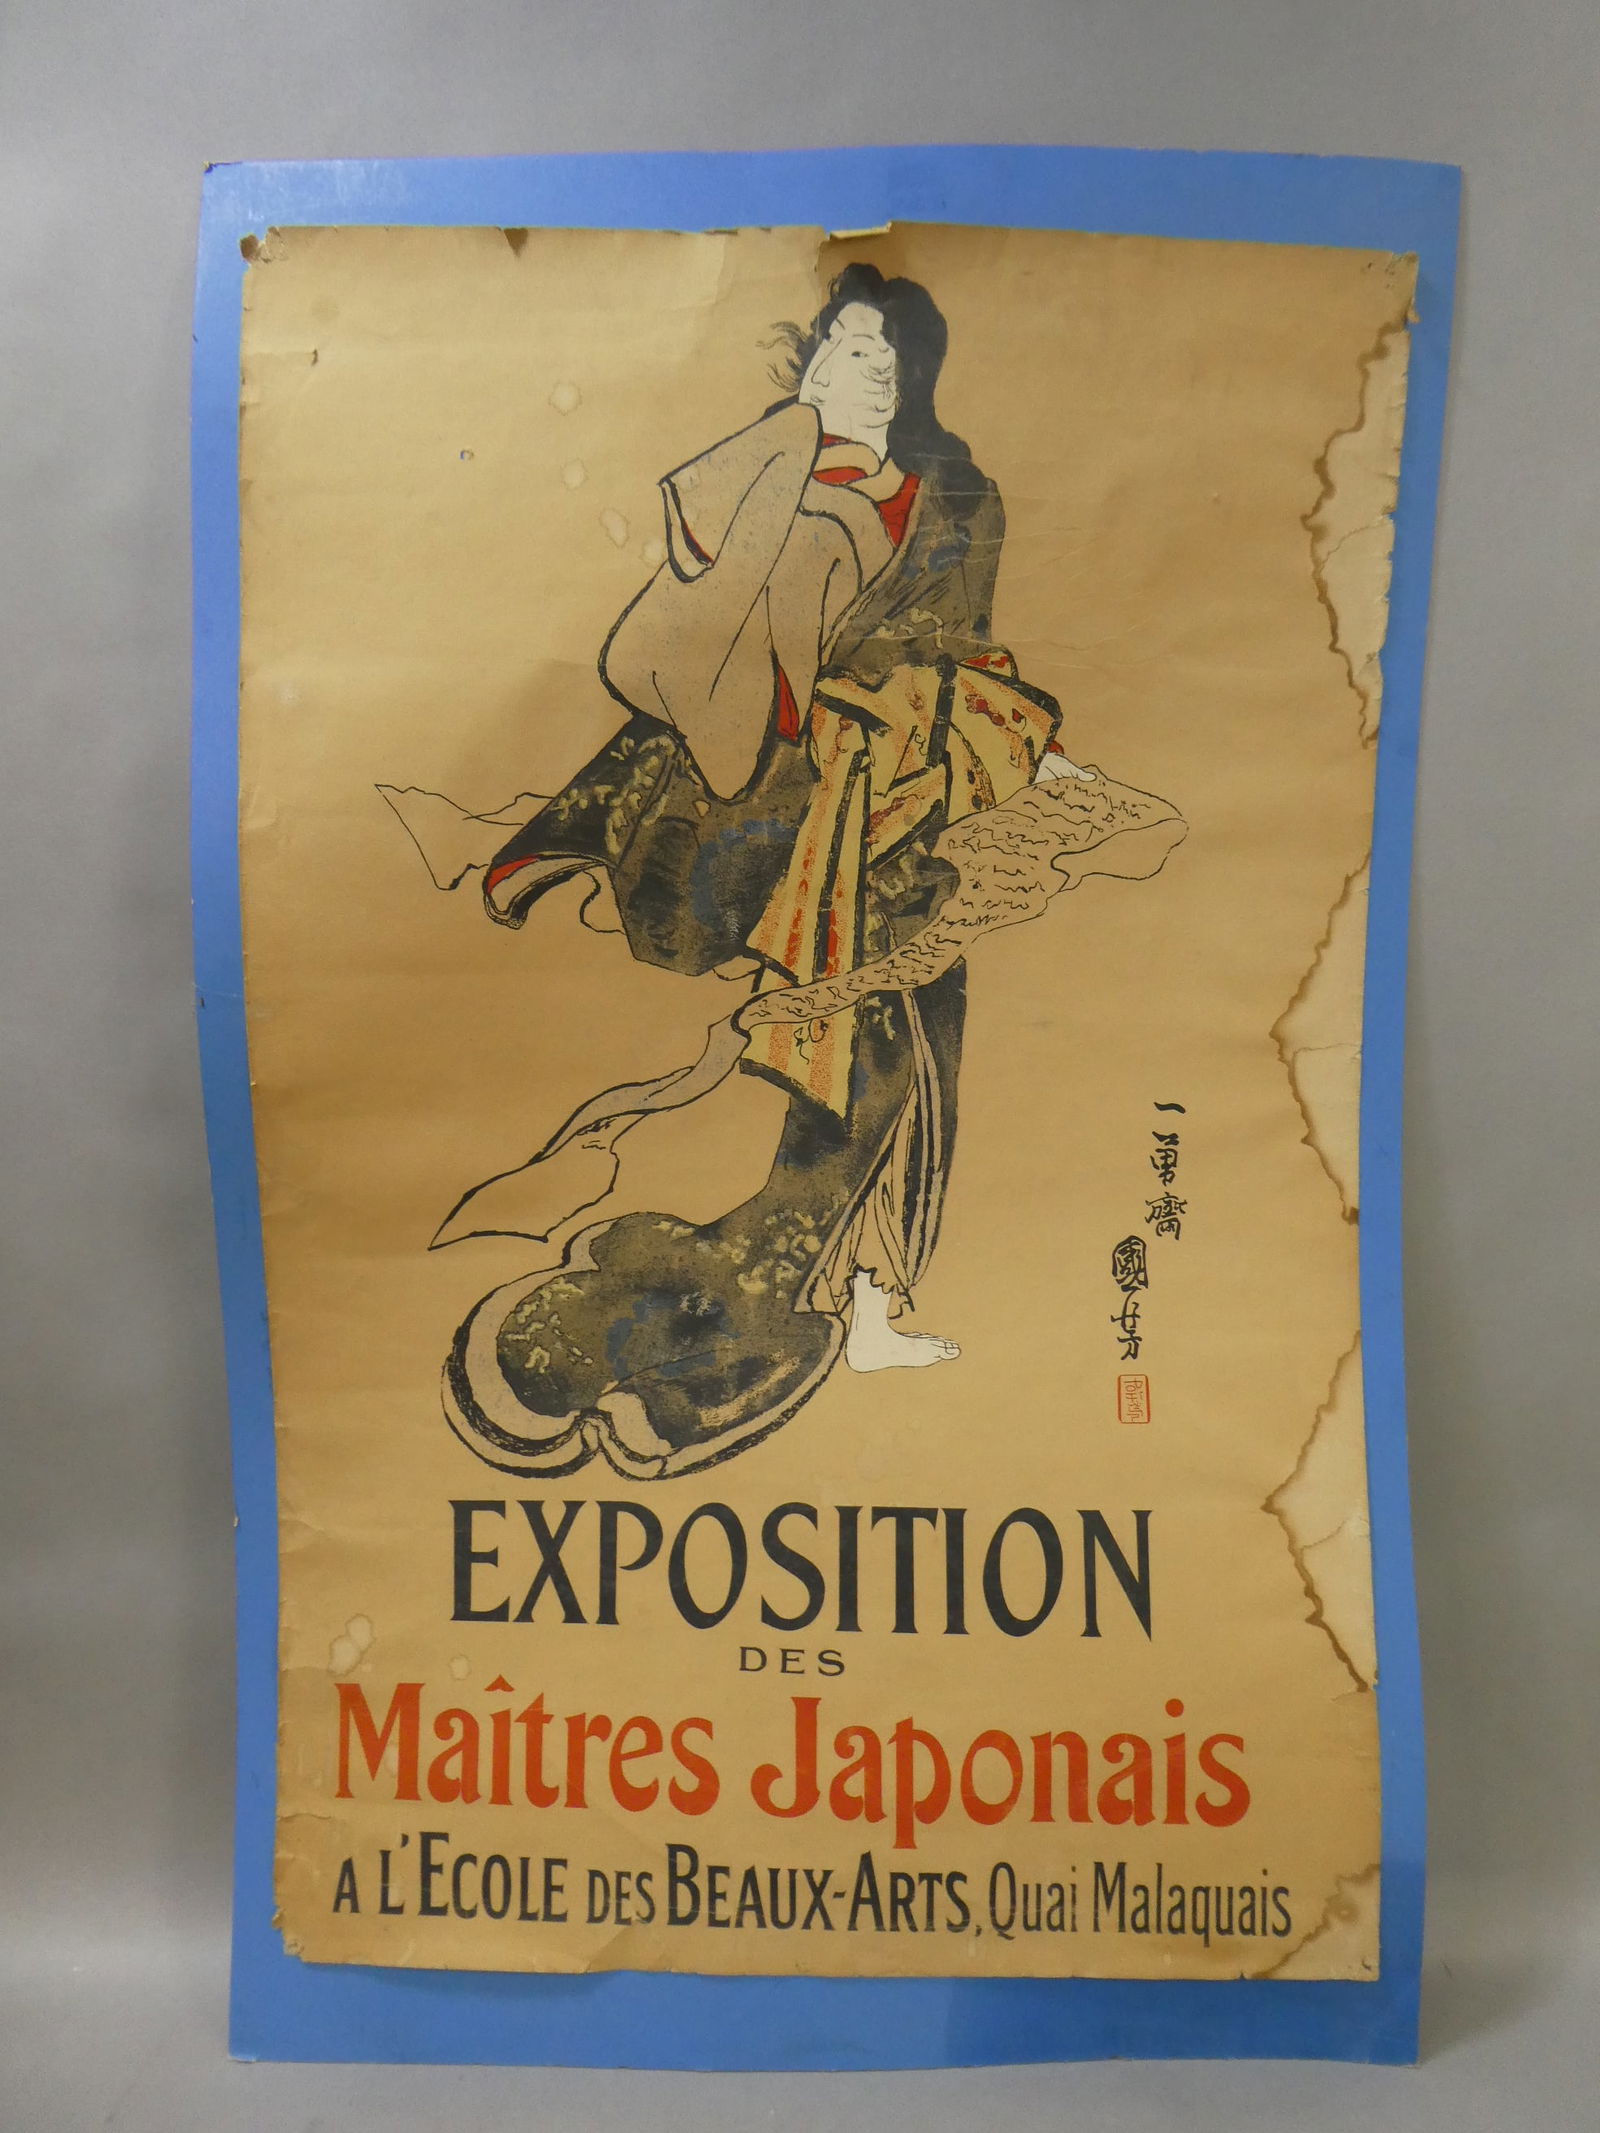 一勇齋
國芳
EXPOSITION
DES
Maîtres Japonais
A L'ECOLE DES BEAUX-ARTS, Quai Malaquais